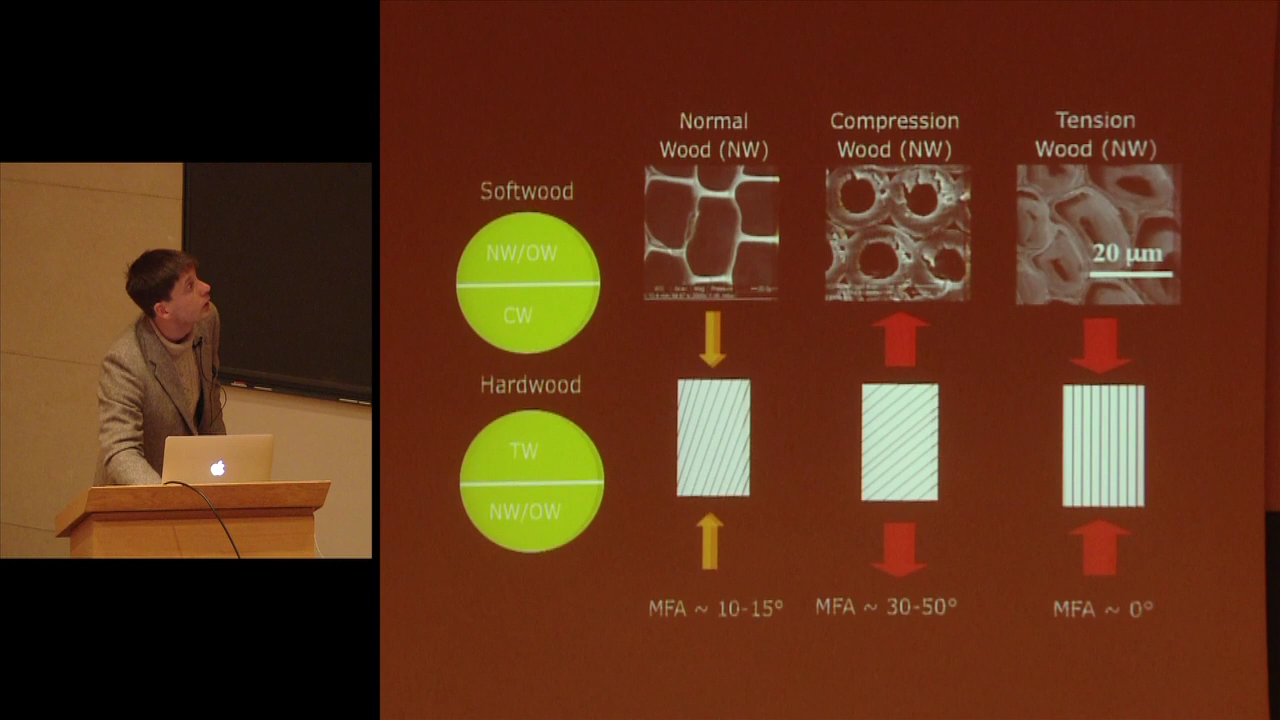 Normal
Wood (NW)
Compression
Wood (NW)
Tension
Wood (NW)
Softwood
NW/OW
CW
20 µm
Hardwood
TW
NW/OW
MFA ~ 10-15°
MFA ~ 30-50°
MFA ~ 0°